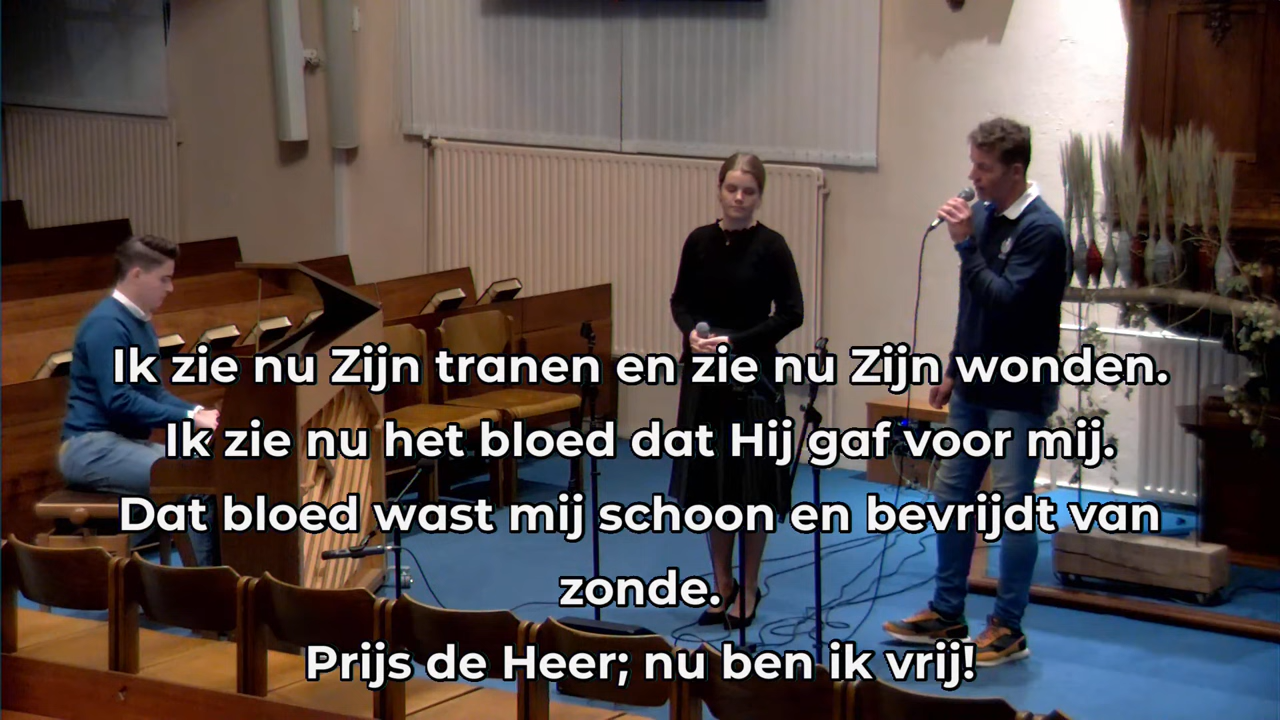 Ik zie nu Zijn tranen en zie nu Zijn wonden.
Ik zie nu het bloed dat Hij gaf voor mij.
Dat bloed wast mij schoon en bevrijdt van
zonde.
Prijs de Heer; nu ben ik vrij!